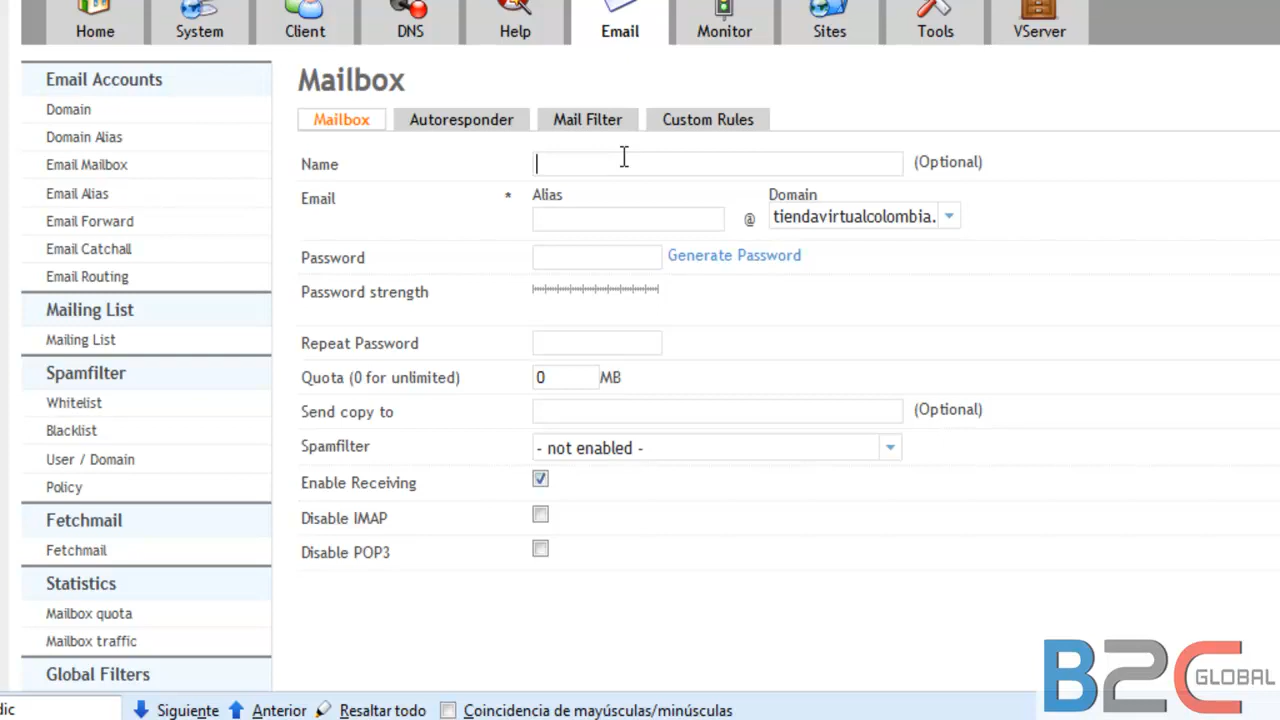 Home System Client DNS Help Email Monitor Sites Tools VServer
Email Accounts
Domain
Domain Alias
Email Mailbox
Email Alias
Email Forward
Email Catchall
Email Routing
Mailing List
Mailing List
Spamfilter
Whitelist
Blacklist
User / Domain
Policy
Fetchmail
Fetchmail
Statistics
Mailbox quota
Mailbox traffic
Global Filters
Mailbox
Mailbox Autoresponder Mail Filter Custom Rules
Name (Optional)
Email * Alias @ Domain
tiendavirtualcolombia.
Password Generate Password
Password strength
Repeat Password
Quota (0 for unlimited) 0 MB
Send copy to (Optional)
Spamfilter - not enabled -
Enable Receiving
Disable IMAP
Disable POP3
B2C GLOBAL
dic Siguiente Anterior Resaltar todo Coincidencia de mayúsculas/minúsculas